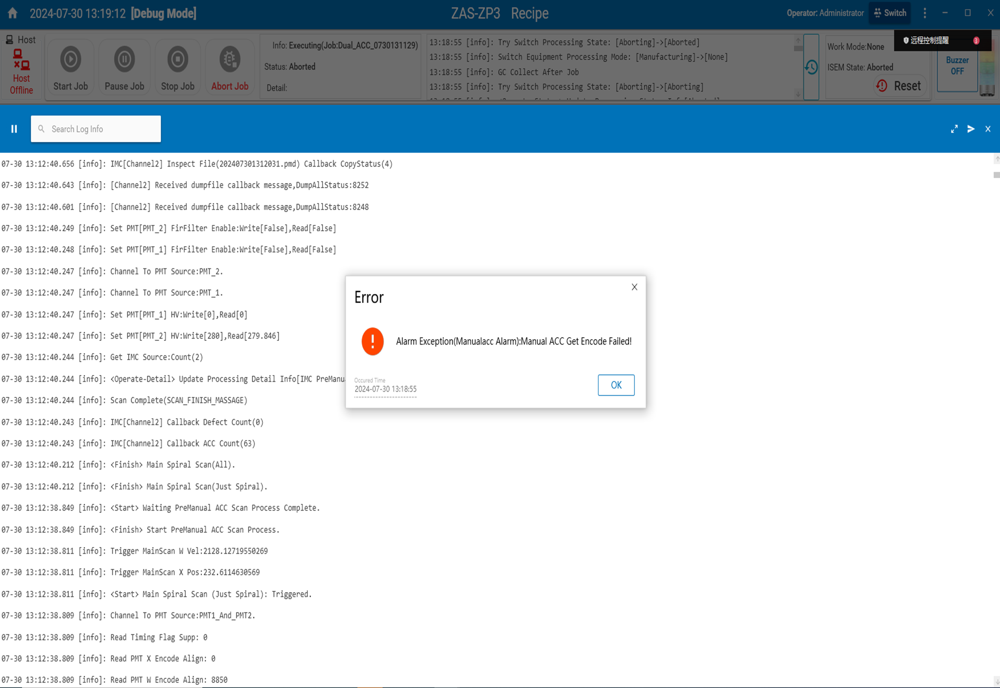 2024-07-30 13:19:12 [Debug Mode]
ZAS-ZP3 Recipe
Operator: Administrator
Switch
Host
Host
Offline
Start Job
Pause Job
Stop Job
Abort Job
Info: Executing(Job:Dual_ACC_0730131129)
Status: Aborted
Detail:
13:18:55 [info]: Try Switch Processing State: [Aborting]->[Aborted]
13:18:55 [info]: Switch Equipment Processing Mode: [Manufacturing]->[None]
13:18:55 [info]: GC Collect After Job
13:18:55 [info]: Try Switch Processing State: [Aborting]->[Aborting]
Work Mode:None
ISEM State: Aborted
Reset
远程控制提醒
3
Buzzer
OFF
Search Log Info
07-30 13:12:40.656 [info]: IMC[Channel2] Inspect File(202407301312031.pmd) Callback CopyStatus(4)
07-30 13:12:40.643 [info]: [Channel2] Received dumpfile callback message,DumpAllStatus:8252
07-30 13:12:40.601 [info]: [Channel2] Received dumpfile callback message,DumpAllStatus:8248
07-30 13:12:40.249 [info]: Set PMT[PMT_2] FirFilter Enable:Write[False],Read[False]
07-30 13:12:40.248 [info]: Set PMT[PMT_1] FirFilter Enable:Write[False],Read[False]
07-30 13:12:40.247 [info]: Channel To PMT Source:PMT_2.
07-30 13:12:40.247 [info]: Channel To PMT Source:PMT_1.
07-30 13:12:40.247 [info]: Set PMT[PMT_1] HV:Write[0],Read[0]
07-30 13:12:40.247 [info]: Set PMT[PMT_2] HV:Write[280],Read[279.846]
07-30 13:12:40.244 [info]: Get IMC Source:Count(2)
07-30 13:12:40.244 [info]: <Operate-Detail> Update Processing Detail Info[IMC PreManu
07-30 13:12:40.244 [info]: Scan Complete(SCAN_FINISH_MASSAGE)
07-30 13:12:40.243 [info]: IMC[Channel2] Callback Defect Count(0)
07-30 13:12:40.243 [info]: IMC[Channel2] Callback ACC Count(63)
07-30 13:12:40.212 [info]: <Finish> Main Spiral Scan(All).
07-30 13:12:40.212 [info]: <Finish> Main Spiral Scan(Just Spiral).
07-30 13:12:38.849 [info]: <Start> Waiting PreManual ACC Scan Process Complete.
07-30 13:12:38.849 [info]: <Finish> Start PreManual ACC Scan Process.
07-30 13:12:38.811 [info]: Trigger MainScan W Vel:2128.12719550269
07-30 13:12:38.811 [info]: Trigger MainScan X Pos:232.6114630569
07-30 13:12:38.811 [info]: <Start> Main Spiral Scan (Just Spiral): Triggered.
07-30 13:12:38.809 [info]: Channel To PMT Source:PMT1_And_PMT2.
07-30 13:12:38.809 [info]: Read Timing Flag Supp: 0
07-30 13:12:38.809 [info]: Read PMT X Encode Align: 0
07-30 13:12:38.809 [info]: Read PMT W Encode Align: 8850
Error
Alarm Exception(Manualacc Alarm):Manual ACC Get Encode Failed!
Occured Time
2024-07-30 13:18:55
OK